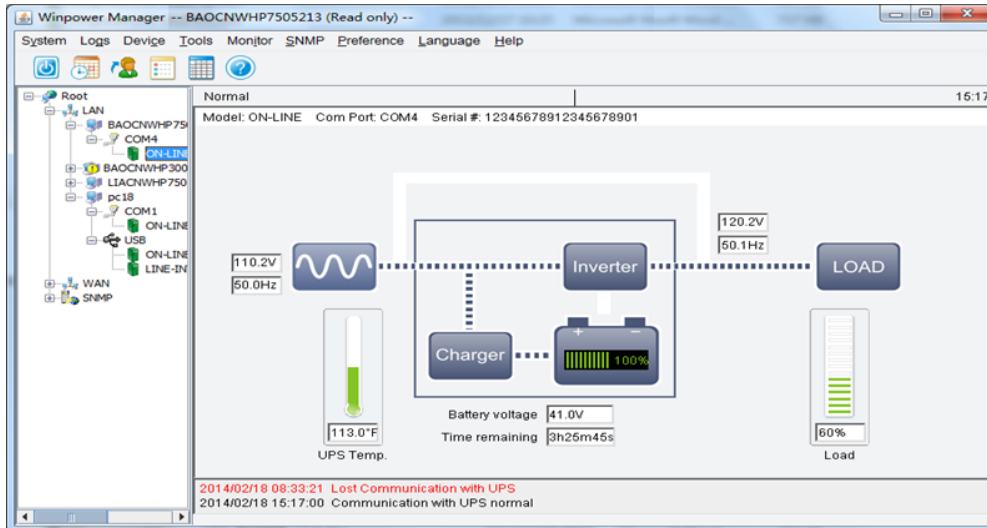 Winpower Manager -- BAOCNWHP7505213 (Read only) --
System Logs Device Tools Monitor SNMP Preference Language Help
Root
LAN
BAOCNWHP75
COM4
ON-LINE
BAOCNWHP300
LIACNWHP750
pc18
COM1
ON-LINE
USB
ON-LINE
LINE-IN
WAN
SNMP
Normal 15:17
Model: ON-LINE Com Port: COM4 Serial #: 12345678912345678901
120.2V
50.1Hz
110.2V
50.0Hz
Inverter
LOAD
Charger
+ −
100%
Battery voltage 41.0V
Time remaining 3h25m45s
113.0°F
UPS Temp.
60%
Load
2014/02/18 08:33:21 Lost Communication with UPS
2014/02/18 15:17:00 Communication with UPS normal